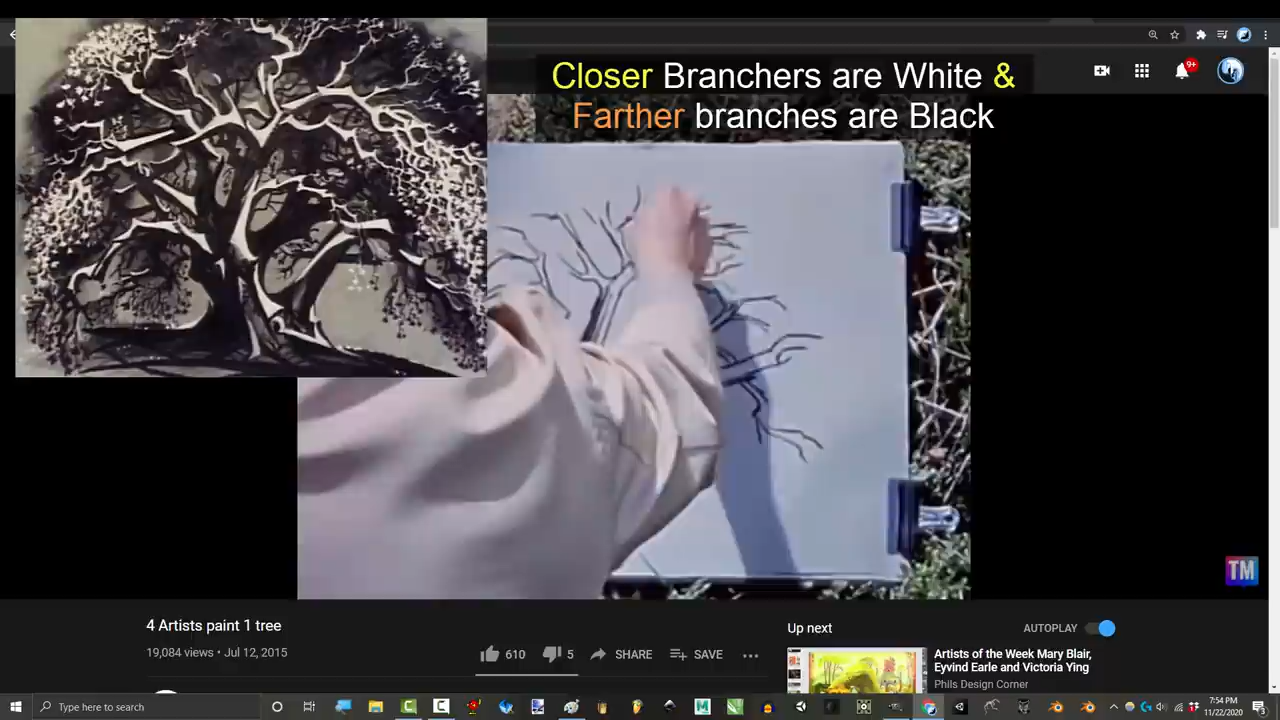 Closer Branchers are White &
Farther branches are Black
9+
TM
4 Artists paint 1 tree
19,084 views • Jul 12, 2015
610
5
SHARE
SAVE
Up next
AUTOPLAY
Artists of the Week Mary Blair,
Eyvind Earle and Victoria Ying
Phils Design Corner
Type here to search
7:54 PM
11/22/2020